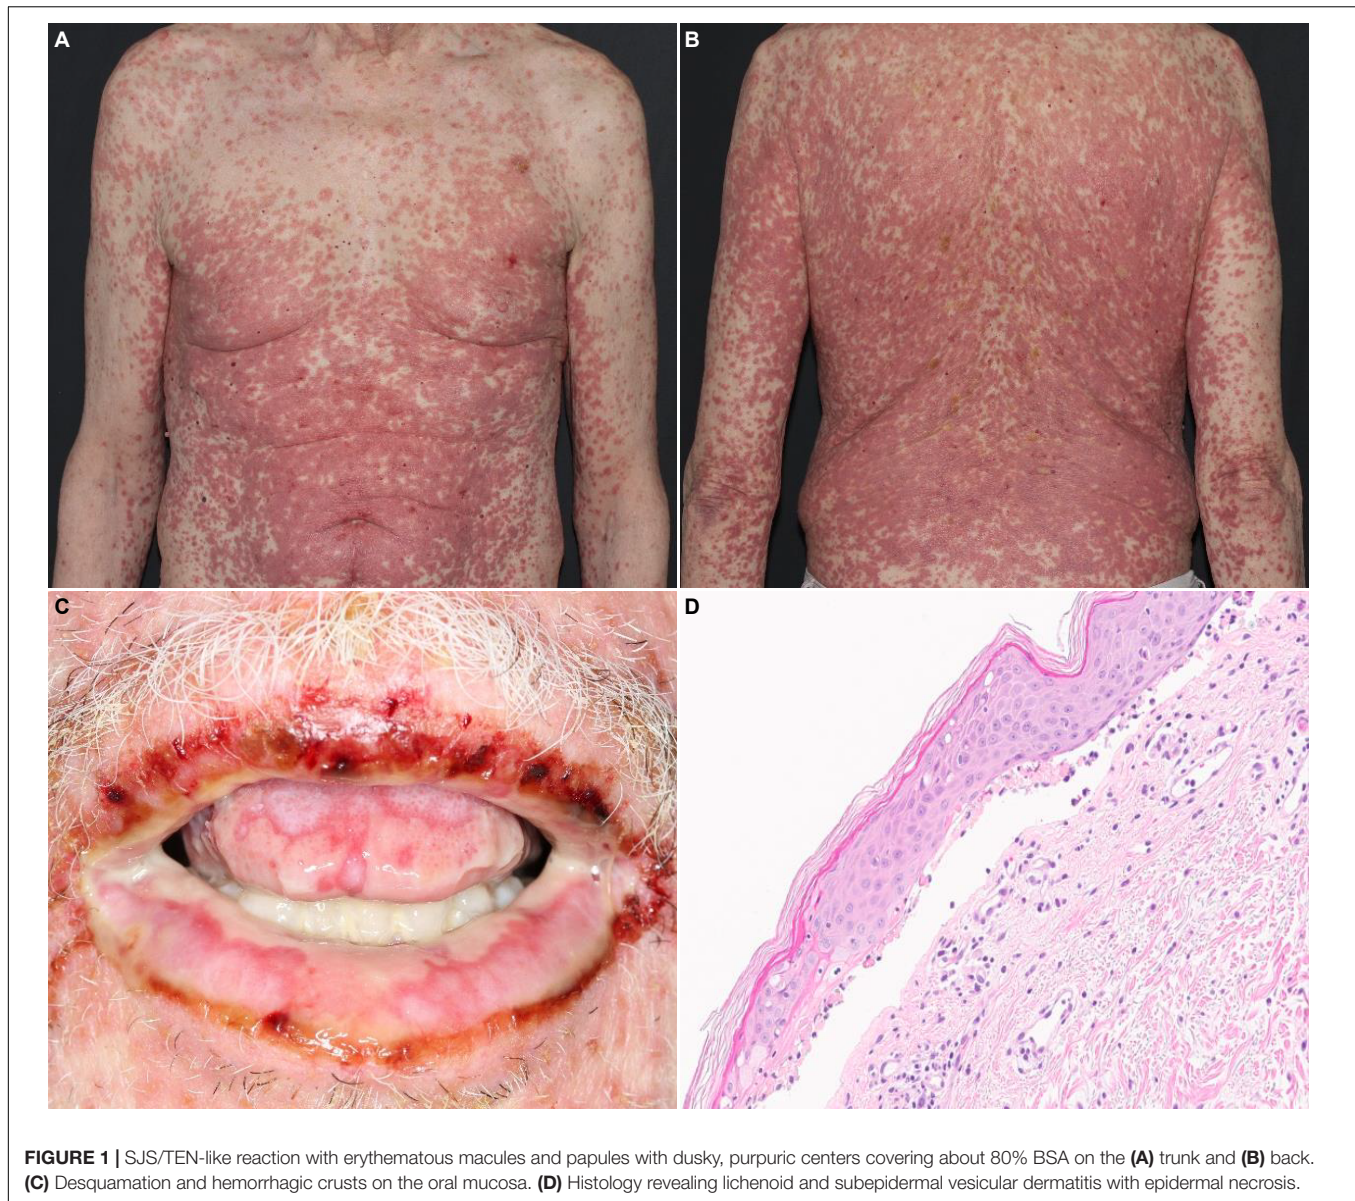 A
B
C
D
FIGURE 1 | SJS/TEN-like reaction with erythematous macules and papules with dusky, purpuric centers covering about 80% BSA on the (A) trunk and (B) back.
(C) Desquamation and hemorrhagic crusts on the oral mucosa. (D) Histology revealing lichenoid and subepidermal vesicular dermatitis with epidermal necrosis.